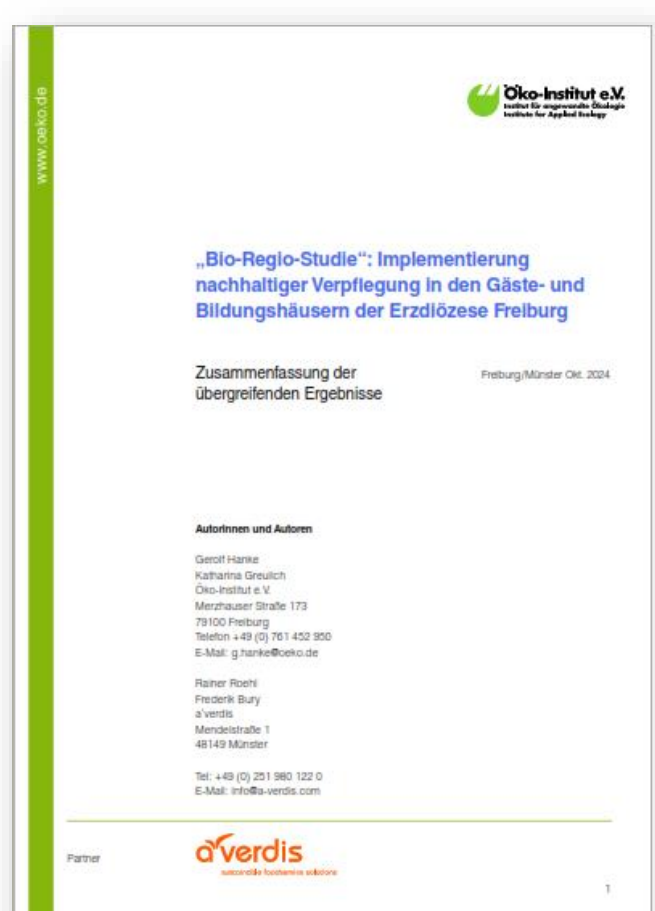 www.oeko.de
Öko-Institut e.V.
Institut für angewandte Ökologie
Institute for Applied Ecology
„Bio-Regio-Studie“: Implementierung
nachhaltiger Verpflegung in den Gäste- und
Bildungshäusern der Erzdiözese Freiburg
Zusammenfassung der
übergreifenden Ergebnisse
Freiburg/Münster Okt. 2024
Autorinnen und Autoren
Gerolf Hanke
Katharina Greulich
Öko-Institut e.V.
Merzhauser Straße 173
79100 Freiburg
Telefon +49 (0) 761 452 950
E-Mail: g.hanke@oeko.de
Rainer Roehl
Frederik Bury
a'verdis
Mendelstraße 1
48149 Münster
Tel: +49 (0) 251 980 122 0
E-Mail: info@a-verdis.com
Partner
a'verdis
sustainable foodservice solutions
1